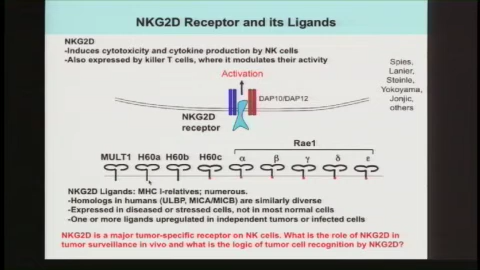 NKG2D Receptor and its Ligands
NKG2D
-Induces cytotoxicity and cytokine production by NK cells
-Also expressed by killer T cells, where it modulates their activity
Activation
Spies,
Lanier,
Steinle,
Yokoyama,
Jonjic,
others
DAP10/DAP12
NKG2D
receptor
Rae1
MULT1 H60a H60b H60c α β γ δ ε
NKG2D Ligands: MHC I-relatives; numerous.
-Homologs in humans (ULBP, MICA/MICB) are similarly diverse
-Expressed in diseased or stressed cells, not in most normal cells
-One or more ligands upregulated in independent tumors or infected cells
NKG2D is a major tumor-specific receptor on NK cells. What is the role of NKG2D in
tumor surveillance in vivo and what is the logic of tumor cell recognition by NKG2D?